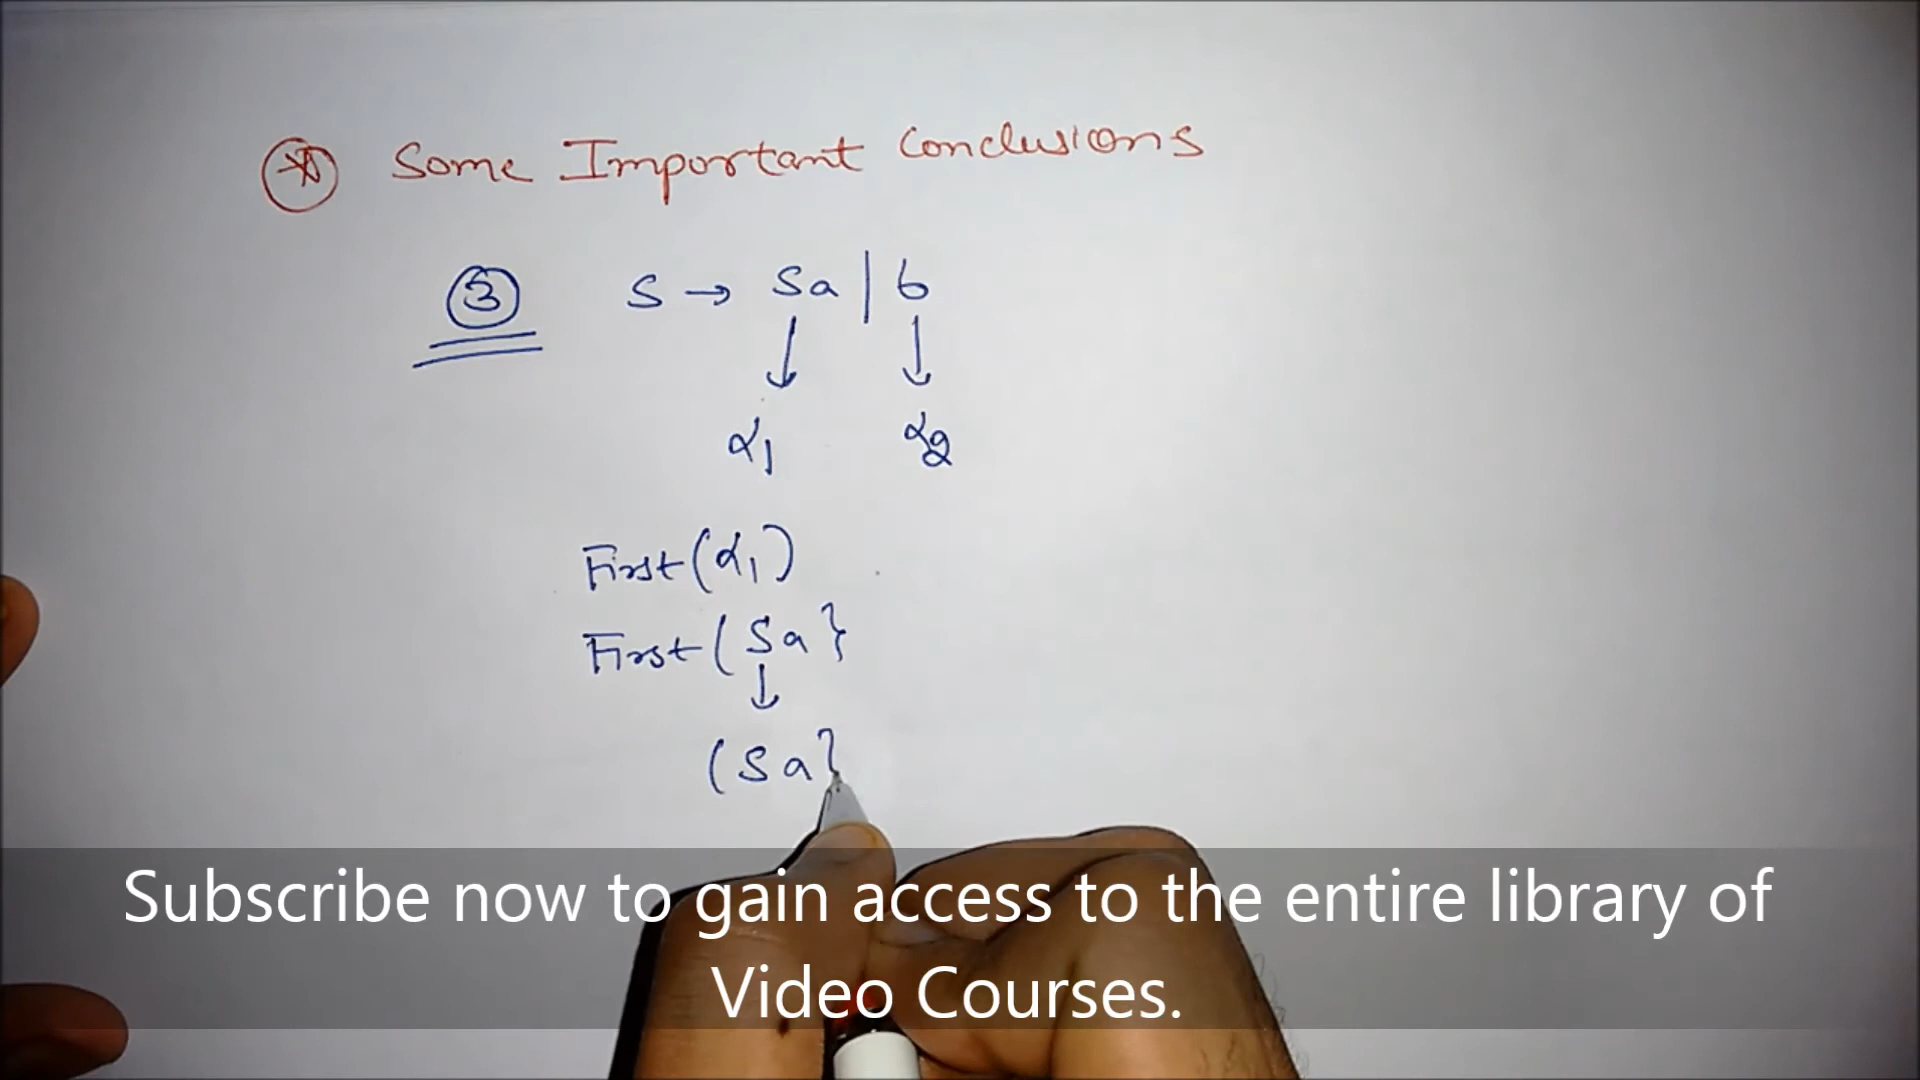 Some Important Conclusions
③ S → Sa | b
↓ ↓
α1 α2
First(α1)
First(Sa}
↓
(Sa}
Subscribe now to gain access to the entire library of
Video Courses.